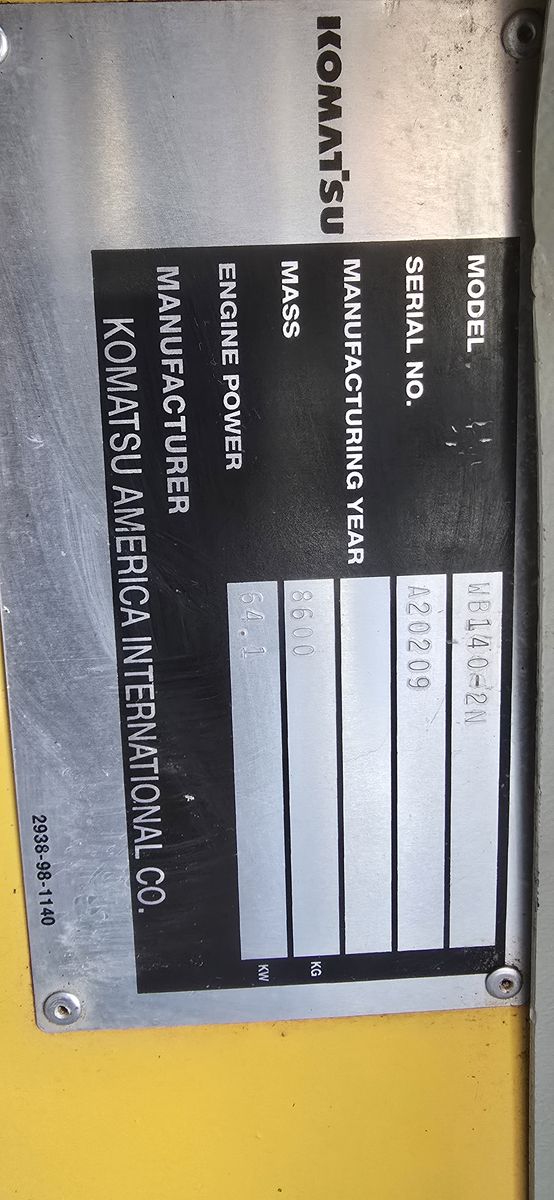 KOMATSU
MODEL WB140-2N
SERIAL NO. A20209
MANUFACTURING YEAR
MASS 8600 KG
ENGINE POWER 64.1 KW
MANUFACTURER
KOMATSU AMERICA INTERNATIONAL CO.
2938-98-1140